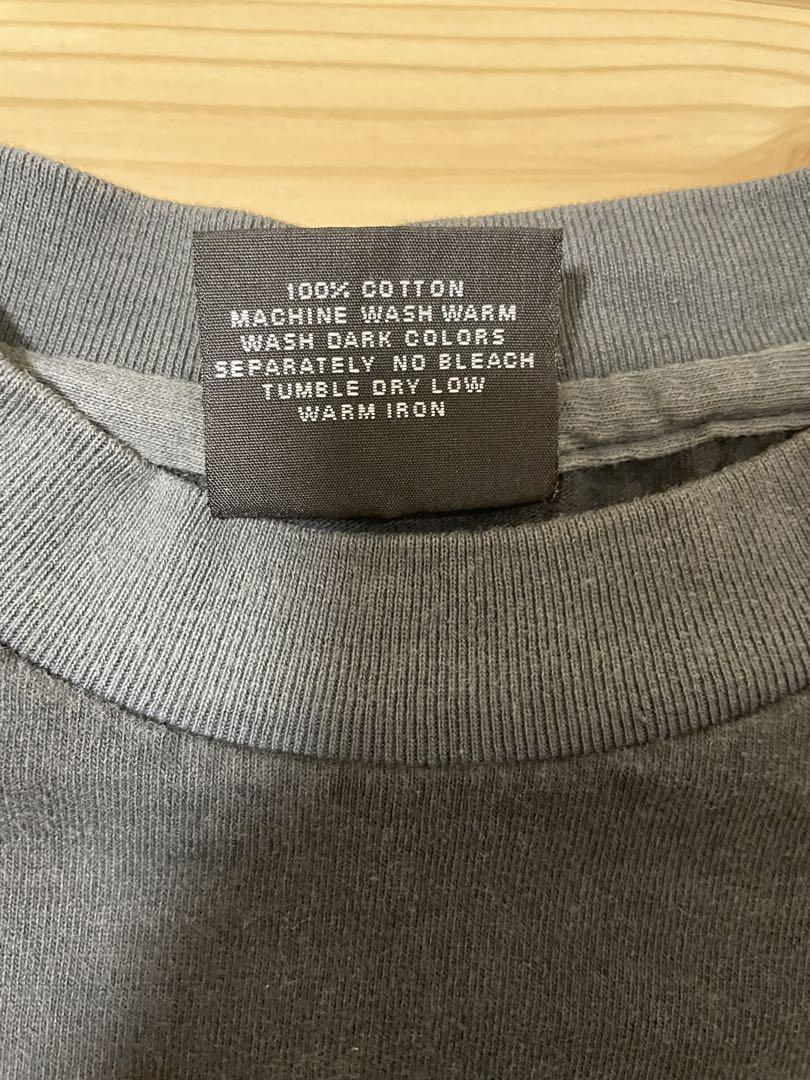 100% COTTON
MACHINE WASH WARM
WASH DARK COLORS
SEPARATELY NO BLEACH
TUMBLE DRY LOW
WARM IRON